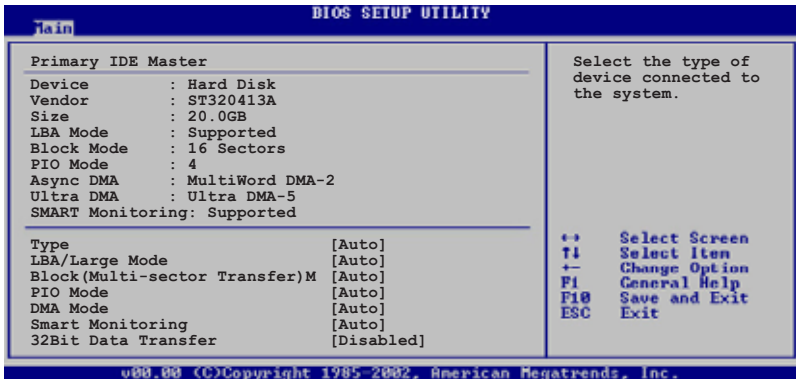 BIOS SETUP UTILITY
Main
Primary IDE Master
Device : Hard Disk
Vendor : ST320413A
Size : 20.0GB
LBA Mode : Supported
Block Mode : 16 Sectors
PIO Mode : 4
Async DMA : MultiWord DMA-2
Ultra DMA : Ultra DMA-5
SMART Monitoring: Supported
Type [Auto]
LBA/Large Mode [Auto]
Block(Multi-sector Transfer)M [Auto]
PIO Mode [Auto]
DMA Mode [Auto]
Smart Monitoring [Auto]
32Bit Data Transfer [Disabled]
Select the type of
device connected to
the system.
↔ Select Screen
↑↓ Select Item
+- Change Option
F1 General Help
F10 Save and Exit
ESC Exit
v00.00 (C)Copyright 1985-2002, American Megatrends, Inc.